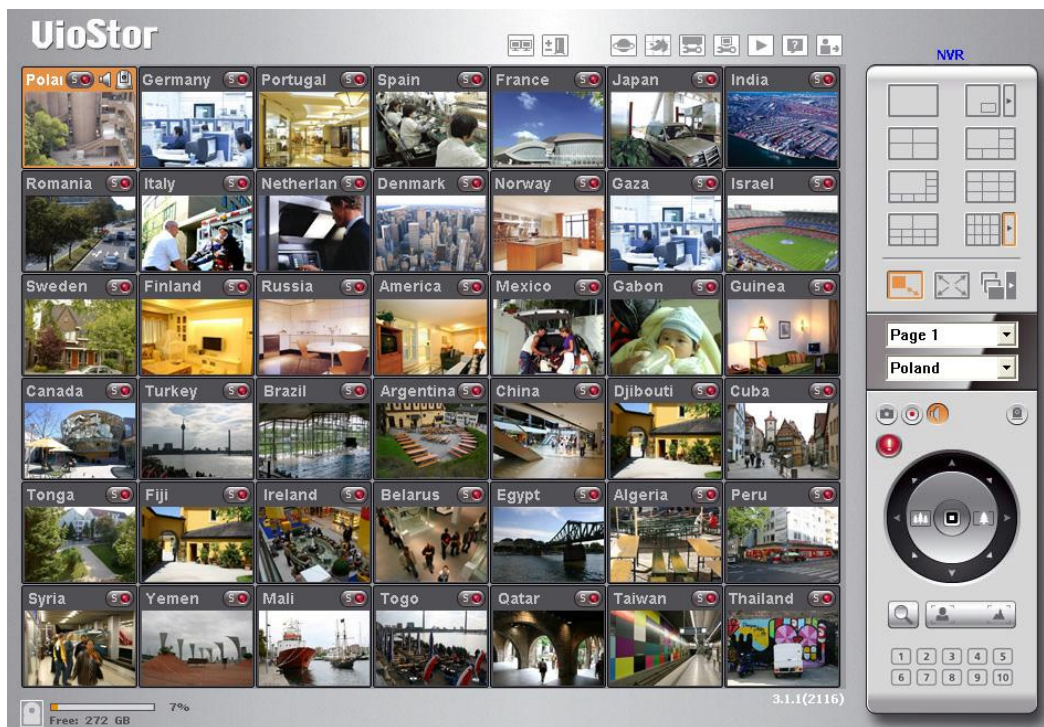 VioStor
NVR
Polan
Germany
Portugal
Spain
France
Japan
India
Romania
Italy
Netherlan
Denmark
Norway
Gaza
Israel
Sweden
Finland
Russia
America
Mexico
Gabon
Guinea
Canada
Turkey
Brazil
Argentina
China
Djibouti
Cuba
Tonga
Fiji
Ireland
Belarus
Egypt
Algeria
Peru
Syria
Yemen
Mali
Togo
Qatar
Taiwan
Thailand
Page 1
Poland
1 2 3 4 5
6 7 8 9 10
3.1.1(2116)
7%
Free: 272 GB